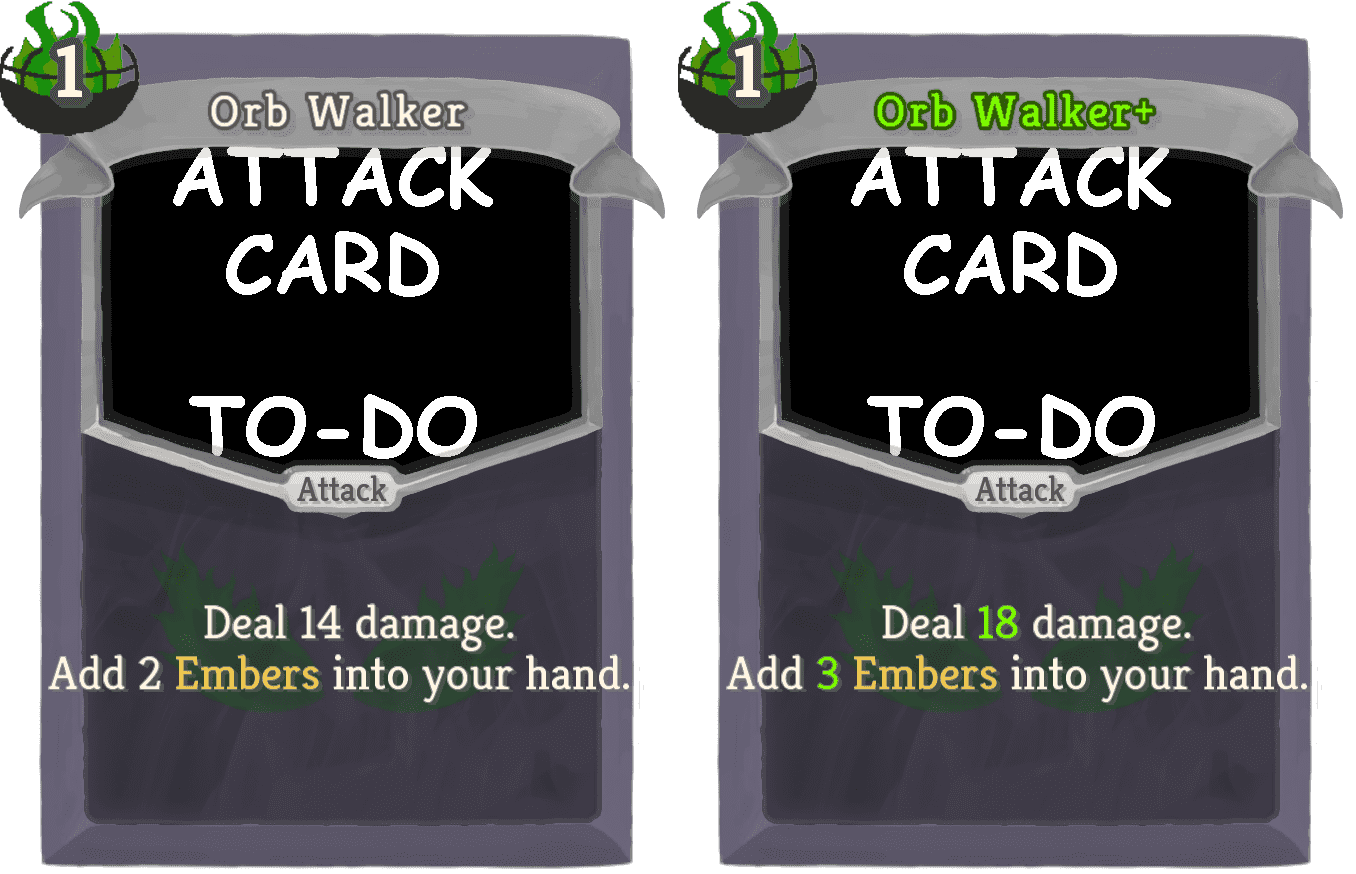 1
Orb Walker
ATTACK
CARD
TO-DO
Attack
Deal 14 damage.
Add 2 Embers into your hand.
1
Orb Walker+
ATTACK
CARD
TO-DO
Attack
Deal 18 damage.
Add 3 Embers into your hand.